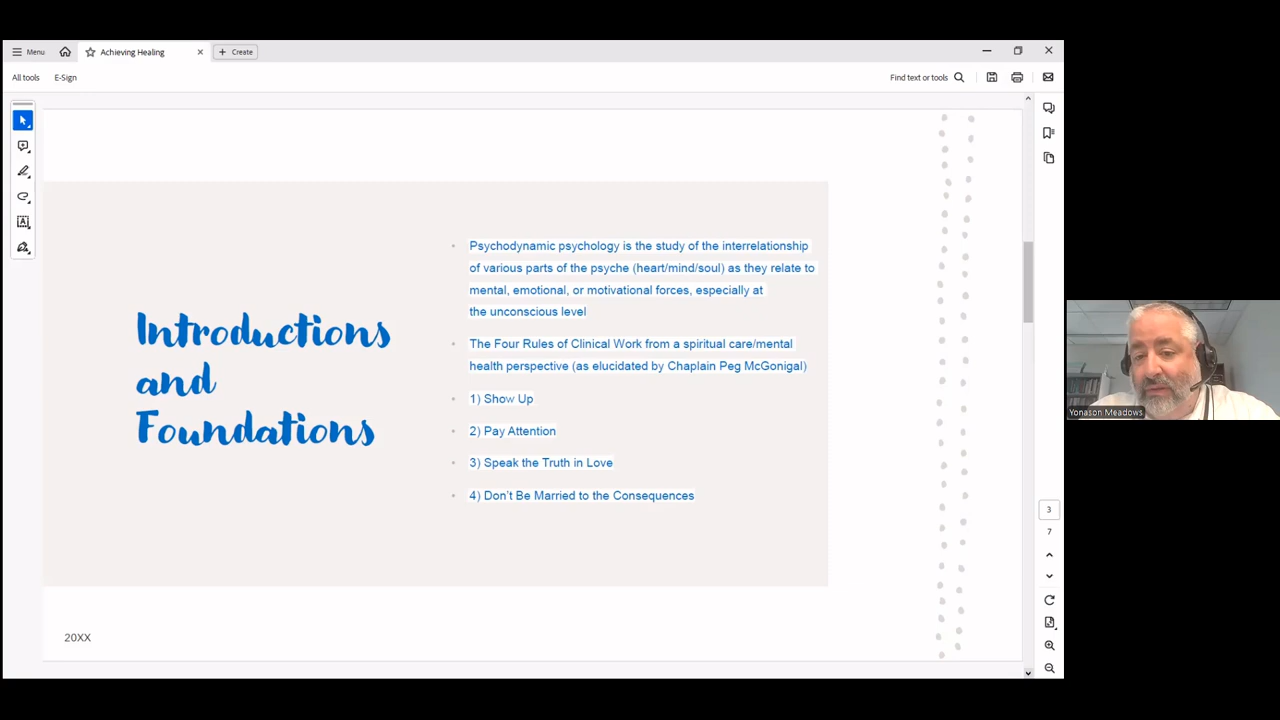 Menu
Achieving Healing
Create
All tools
E-Sign
Find text or tools
Introductions
and
Foundations
• Psychodynamic psychology is the study of the interrelationship
of various parts of the psyche (heart/mind/soul) as they relate to
mental, emotional, or motivational forces, especially at
the unconscious level
• The Four Rules of Clinical Work from a spiritual care/mental
health perspective (as elucidated by Chaplain Peg McGonigal)
• 1) Show Up
• 2) Pay Attention
• 3) Speak the Truth in Love
• 4) Don't Be Married to the Consequences
20XX
3
7
Yonason Meadows